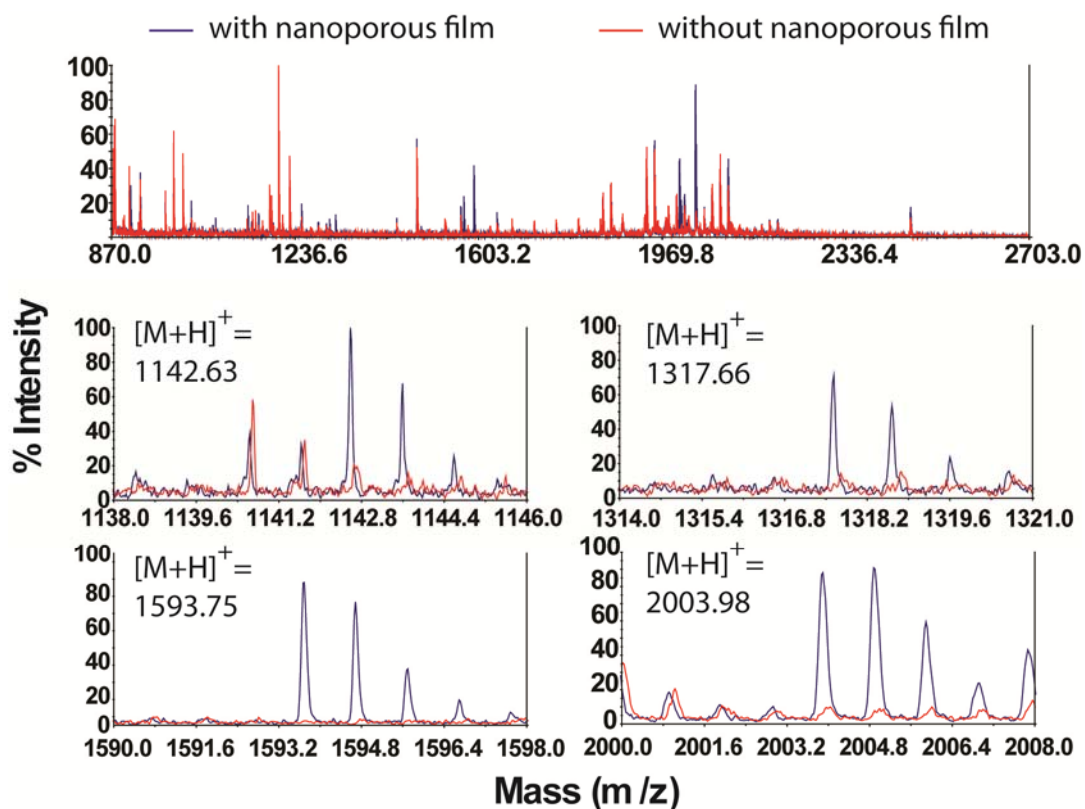 with nanoporous film without nanoporous film
100
80
60
40
20
870.0 1236.6 1603.2 1969.8 2336.4 2703.0
% Intensity
[M+H]+=
1142.63
100
80
60
40
20
0
1138.0 1139.6 1141.2 1142.8 1144.4 1146.0
[M+H]+=
1317.66
100
80
60
40
20
0
1314.0 1315.4 1316.8 1318.2 1319.6 1321.0
[M+H]+=
1593.75
100
80
60
40
20
0
1590.0 1591.6 1593.2 1594.8 1596.4 1598.0
[M+H]+=
2003.98
100
80
60
40
20
0
2000.0 2001.6 2003.2 2004.8 2006.4 2008.0
Mass (m /z)